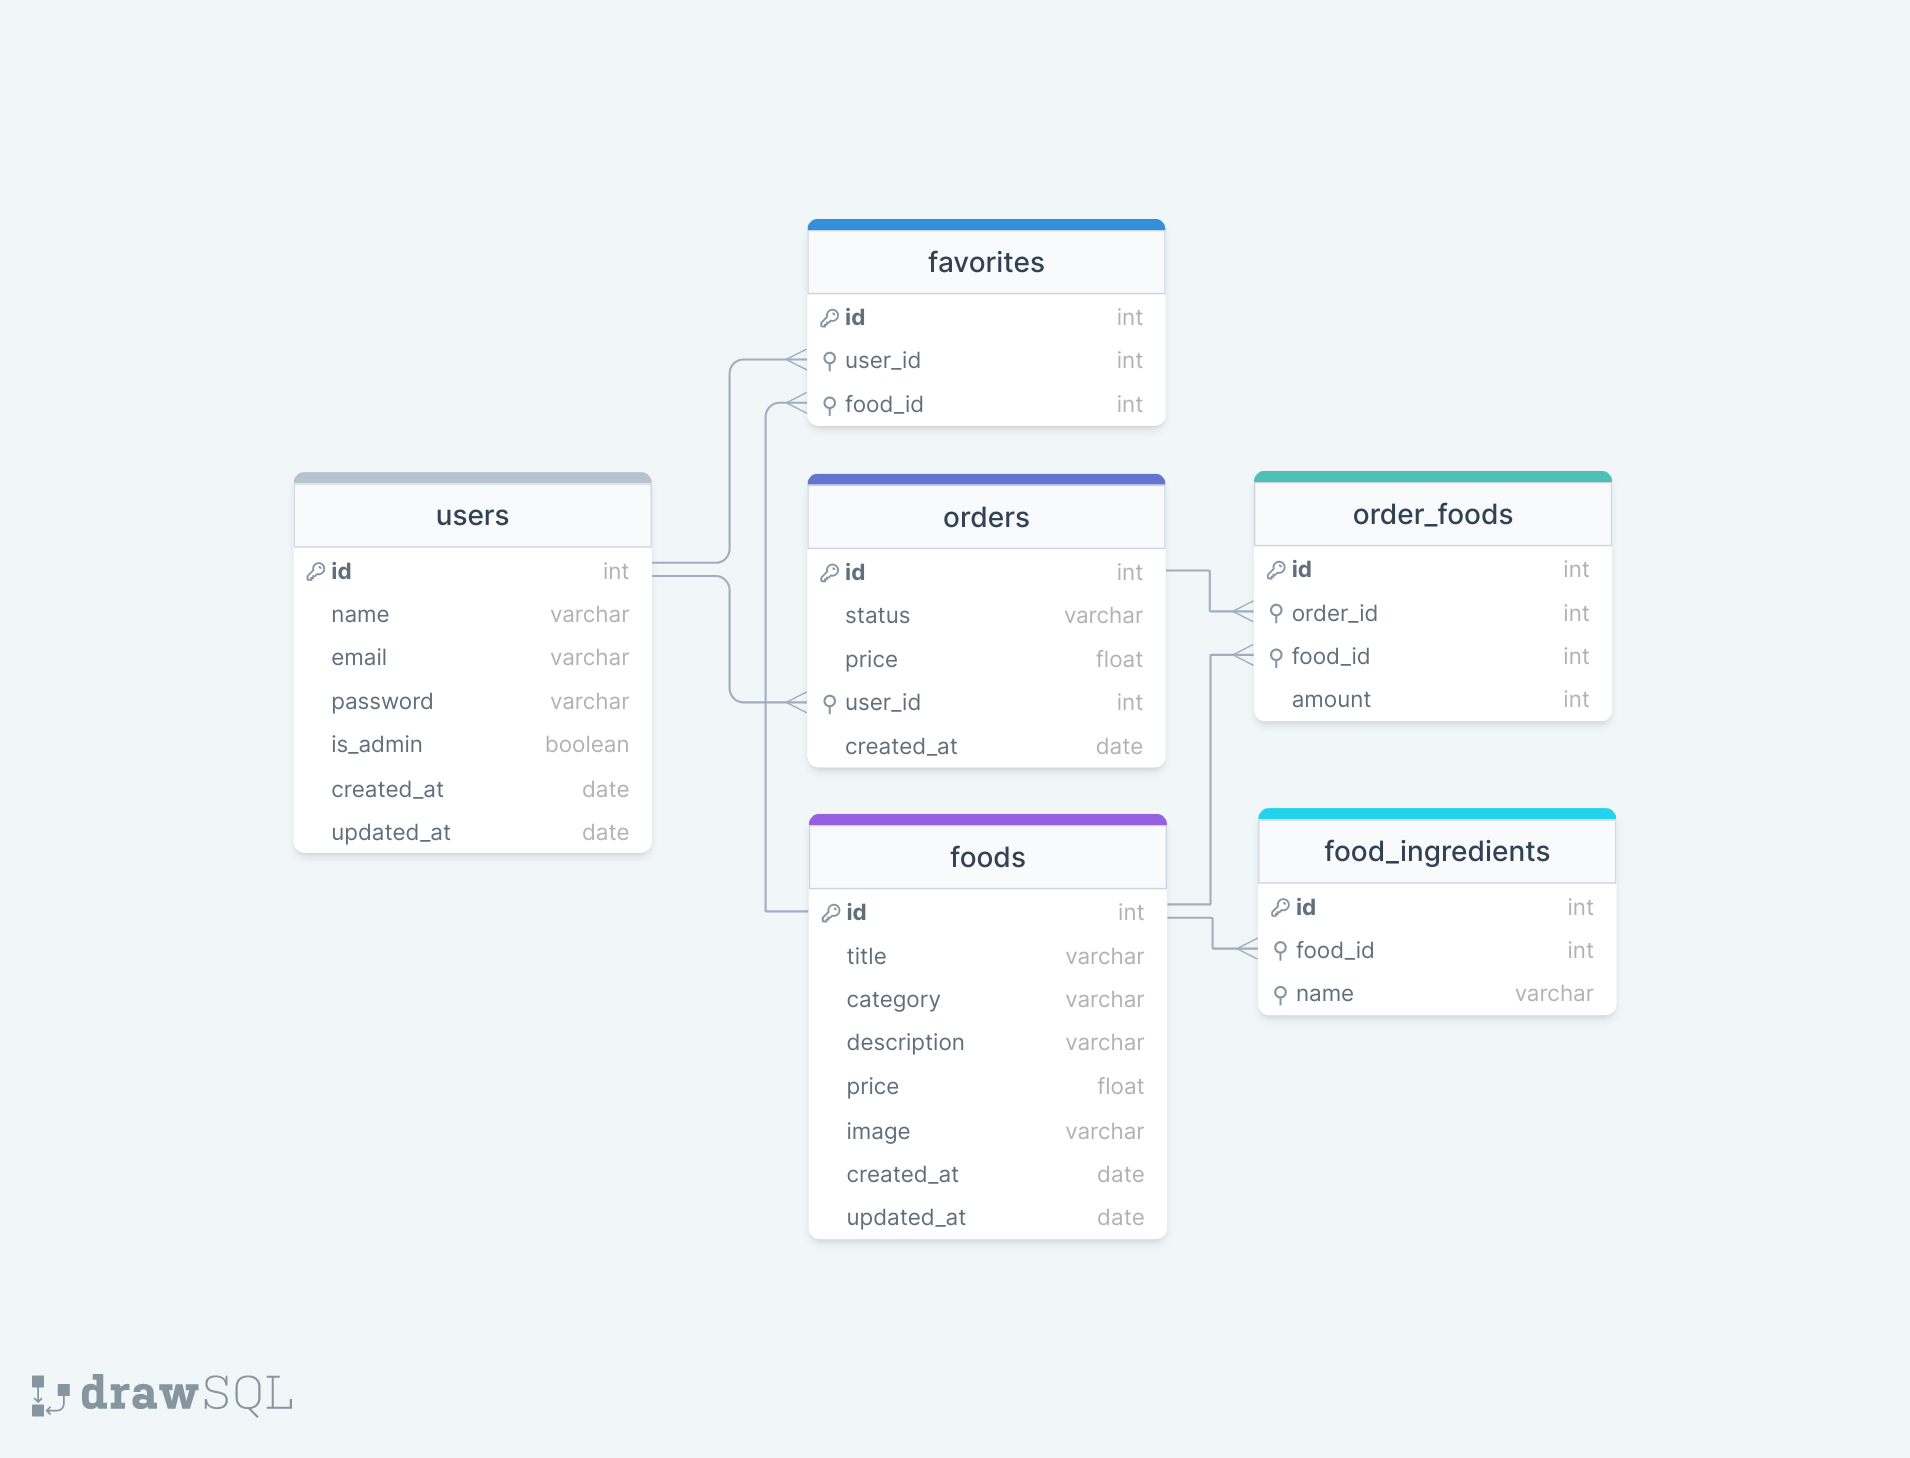 favorites
id int
user_id int
food_id int
users
id int
name varchar
email varchar
password varchar
is_admin boolean
created_at date
updated_at date
orders
id int
status varchar
price float
user_id int
created_at date
order_foods
id int
order_id int
food_id int
amount int
foods
id int
title varchar
category varchar
description varchar
price float
image varchar
created_at date
updated_at date
food_ingredients
id int
food_id int
name varchar
drawSQL